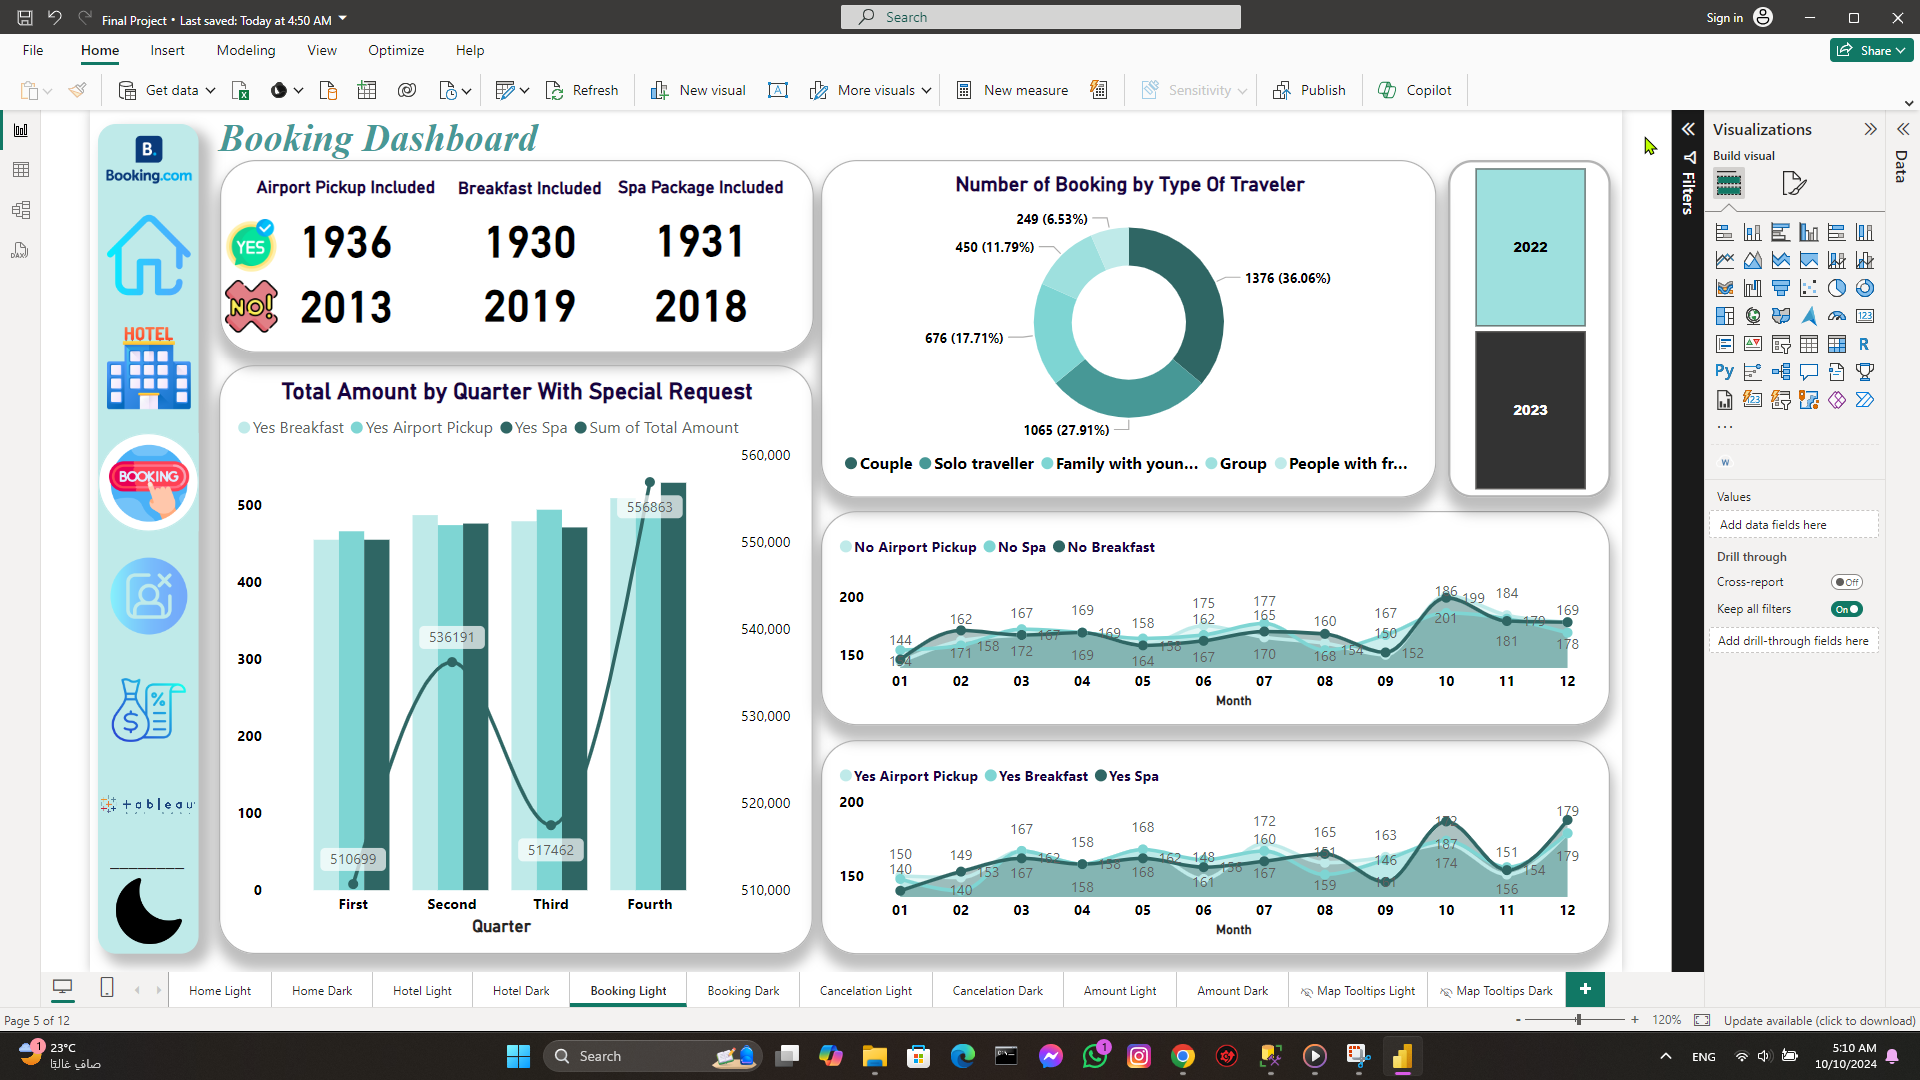 Final Project • Last saved: Today at 4:50 AM
Search
Sign in
File Home Insert Modeling View Optimize Help
Share
Get data
Refresh
New visual
More visuals
New measure
Sensitivity
Publish
Copilot
B.
Booking.com
HOTEL
BOOKING
+ableau
Booking Dashboard
Airport Pickup Included Breakfast Included Spa Package Included
YES 1936 1930 1931
NO! 2013 2019 2018
Total Amount by Quarter With Special Request
Yes Breakfast Yes Airport Pickup Yes Spa Sum of Total Amount
500
400
300
200
100
0
560,000
550,000
540,000
530,000
520,000
510,000
510699
536191
517462
556863
First Second Third Fourth
Quarter
Number of Booking by Type Of Traveler
249 (6.53%)
450 (11.79%)
1376 (36.06%)
676 (17.71%)
1065 (27.91%)
Couple Solo traveller Family with youn... Group People with fr...
2022
2023
No Airport Pickup No Spa No Breakfast
200
150
144 162 167 169 158 175 162 177 165 160 167 150 186 199 184 179 169
171 158 172 167 169 169 164 158 167 170 168 154 152 201 181 178
01 02 03 04 05 06 07 08 09 10 11 12
Month
Yes Airport Pickup Yes Breakfast Yes Spa
200
150
150 140 149 153 167 162 158 158 168 162 148 158 172 160 165 151 163 146 187 151 154 179
140 167 158 168 161 167 159 174 156 179
01 02 03 04 05 06 07 08 09 10 11 12
Month
Filters
Visualizations
Build visual
123
R
Py
123
...
W
Values
Add data fields here
Drill through
Cross-report
Off
Keep all filters
On
Add drill-through fields here
Data
DAX
Home Light Home Dark Hotel Light Hotel Dark Booking Light Booking Dark Cancelation Light Cancelation Dark Amount Light Amount Dark Map Tooltips Light Map Tooltips Dark +
Page 5 of 12
- + 120%
Update available (click to download)
1
23°C
صافٍ غالبًا
Search
1
ENG
5:10 AM
10/10/2024